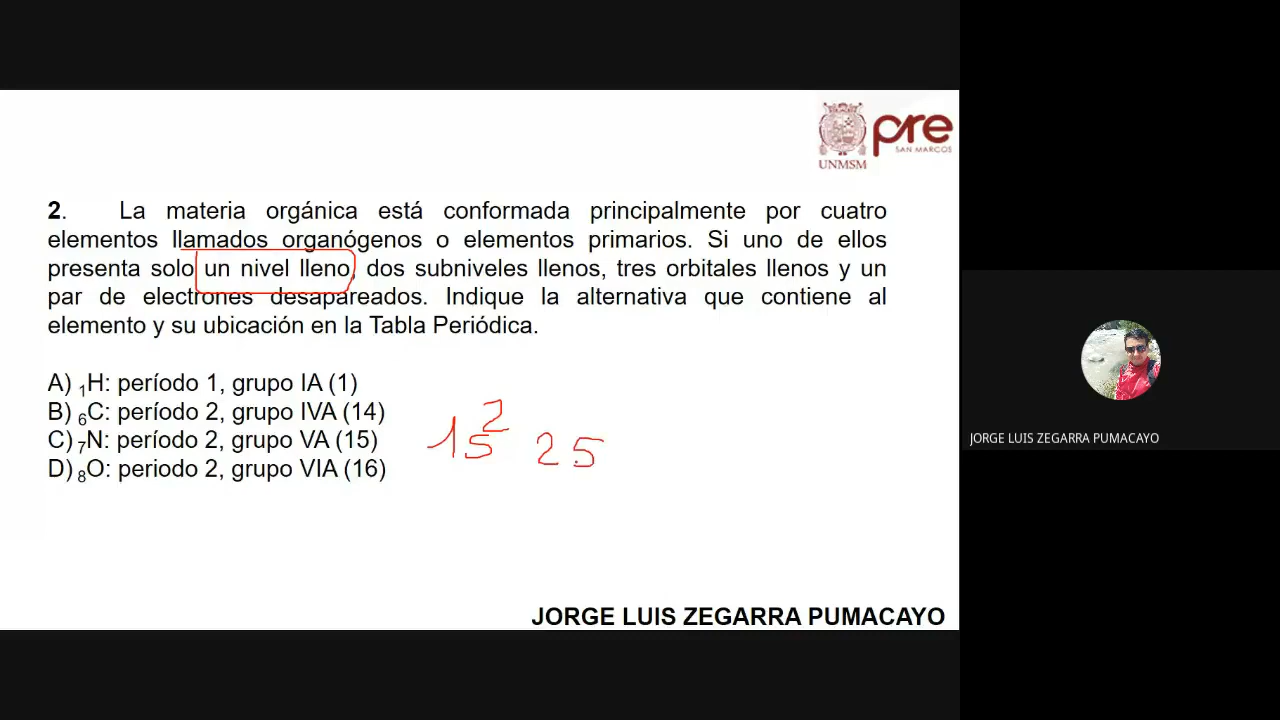 pre
SAN MARCOS
UNMSM
2. La materia orgánica está conformada principalmente por cuatro
elementos llamados organógenos o elementos primarios. Si uno de ellos
presenta solo un nivel lleno, dos subniveles llenos, tres orbitales llenos y un
par de electrones desapareados. Indique la alternativa que contiene al
elemento y su ubicación en la Tabla Periódica.
A) ₁H: período 1, grupo IA (1)
B) ₆C: período 2, grupo IVA (14)
C) ₇N: período 2, grupo VA (15)
D) ₈O: periodo 2, grupo VIA (16)
1s² 2s
JORGE LUIS ZEGARRA PUMACAYO
JORGE LUIS ZEGARRA PUMACAYO